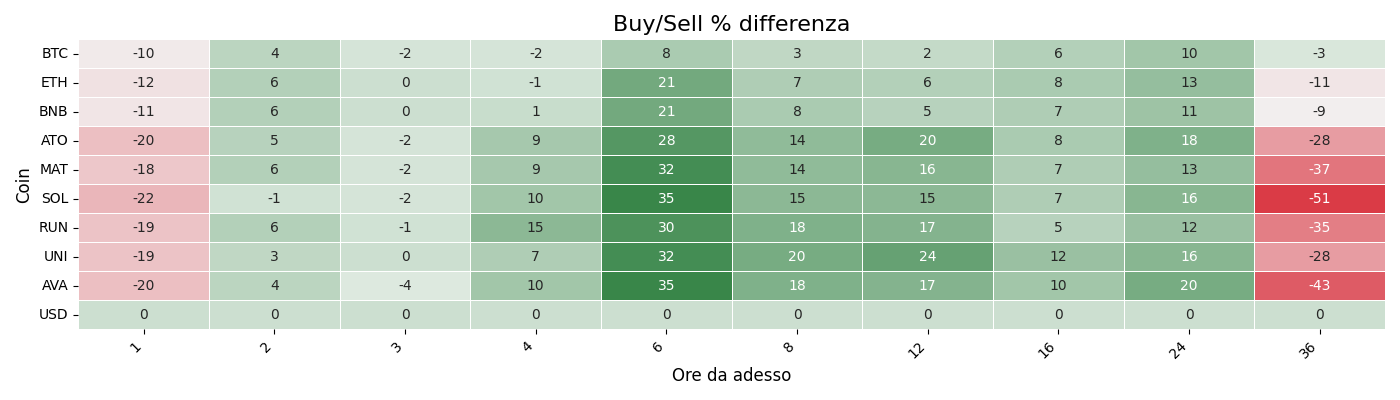 Buy/Sell % differenza
Coin
BTC -10 4 -2 -2 8 3 2 6 10 -3
ETH -12 6 0 -1 21 7 6 8 13 -11
BNB -11 6 0 1 21 8 5 7 11 -9
ATO -20 5 -2 9 28 14 20 8 18 -28
MAT -18 6 -2 9 32 14 16 7 13 -37
SOL -22 -1 -2 10 35 15 15 7 16 -51
RUN -19 6 -1 15 30 18 17 5 12 -35
UNI -19 3 0 7 32 20 24 12 16 -28
AVA -20 4 -4 10 35 18 17 10 20 -43
USD 0 0 0 0 0 0 0 0 0 0
1 2 3 4 6 8 12 16 24 36
Ore da adesso